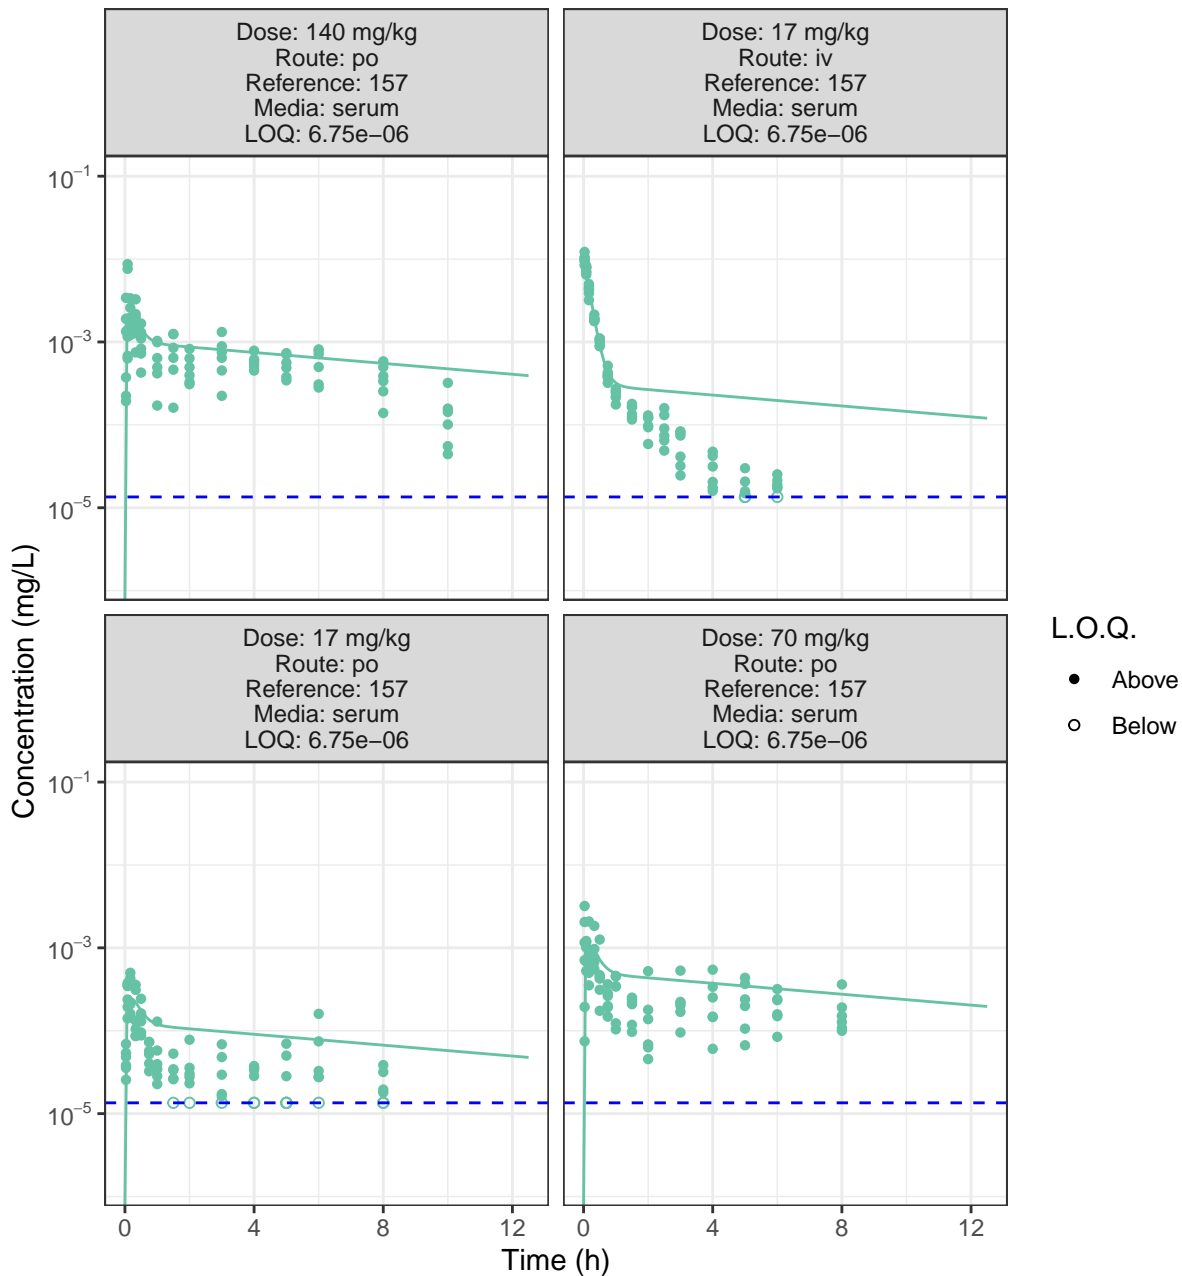 Dose: 140 mg/kg
Route: po
Reference: 157
Media: serum
LOQ: 6.75e−06
Dose: 17 mg/kg
Route: iv
Reference: 157
Media: serum
LOQ: 6.75e−06
10⁻¹
10⁻³
10⁻⁵
Dose: 17 mg/kg
Route: po
Reference: 157
Media: serum
LOQ: 6.75e−06
Dose: 70 mg/kg
Route: po
Reference: 157
Media: serum
LOQ: 6.75e−06
10⁻¹
10⁻³
10⁻⁵
0 4 8 12
0 4 8 12
Time (h)
Concentration (mg/L)
L.O.Q.
Above
Below